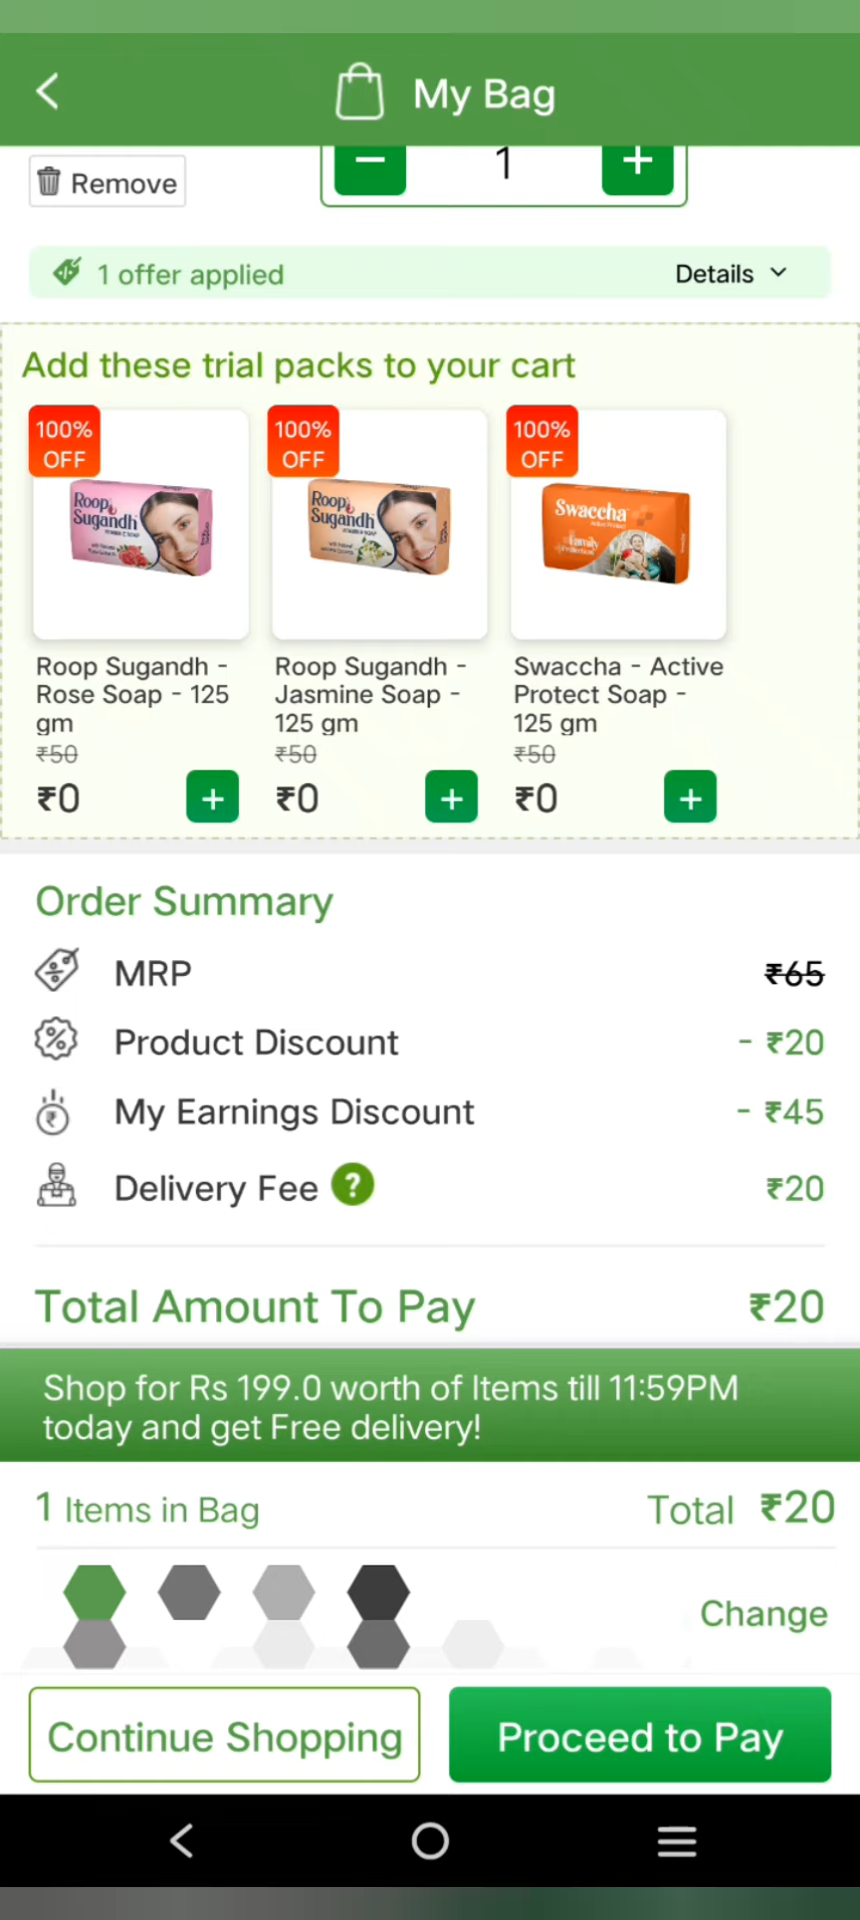 My Bag
Remove
1
1 offer applied
Details
Add these trial packs to your cart
100% OFF
100% OFF
100% OFF
Roop Sugandh
Roop Sugandh
Swaccha
Active Protect
Family Protection
Roop Sugandh - Rose Soap - 125 gm
Roop Sugandh - Jasmine Soap - 125 gm
Swaccha - Active Protect Soap - 125 gm
₹50
₹50
₹50
₹0
₹0
₹0
Order Summary
MRP ₹65
Product Discount - ₹20
My Earnings Discount - ₹45
Delivery Fee ? ₹20
Total Amount To Pay ₹20
Shop for Rs 199.0 worth of Items till 11:59PM
today and get Free delivery!
1 Items in Bag Total ₹20
Change
Continue Shopping
Proceed to Pay